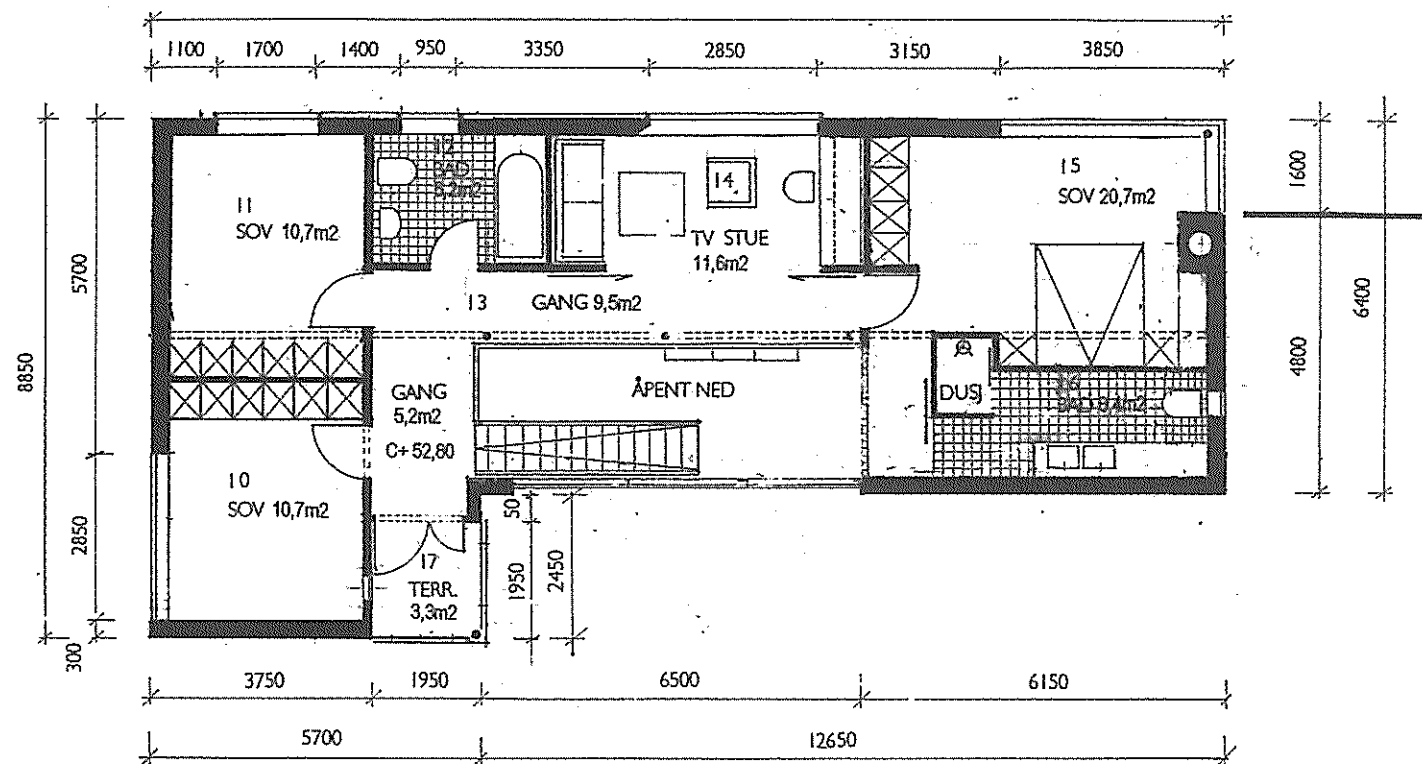 1100 1700 1400 950 3350 2850 3150 3850
12
BAD
11
SOV 10,7m2
14
TV STUE
11,6m2
15
SOV 20,7m2
13 GANG 9,5m2
GANG
5,2m2
C+ 52,80
ÅPENT NED
DUSJ
16
BAD 8,4m2
10
SOV 10,7m2
17
TERR.
3,3m2
8850
5700
2850
300
50
1950
2450
1600
4800
6400
3750 1950 6500 6150
5700 12650